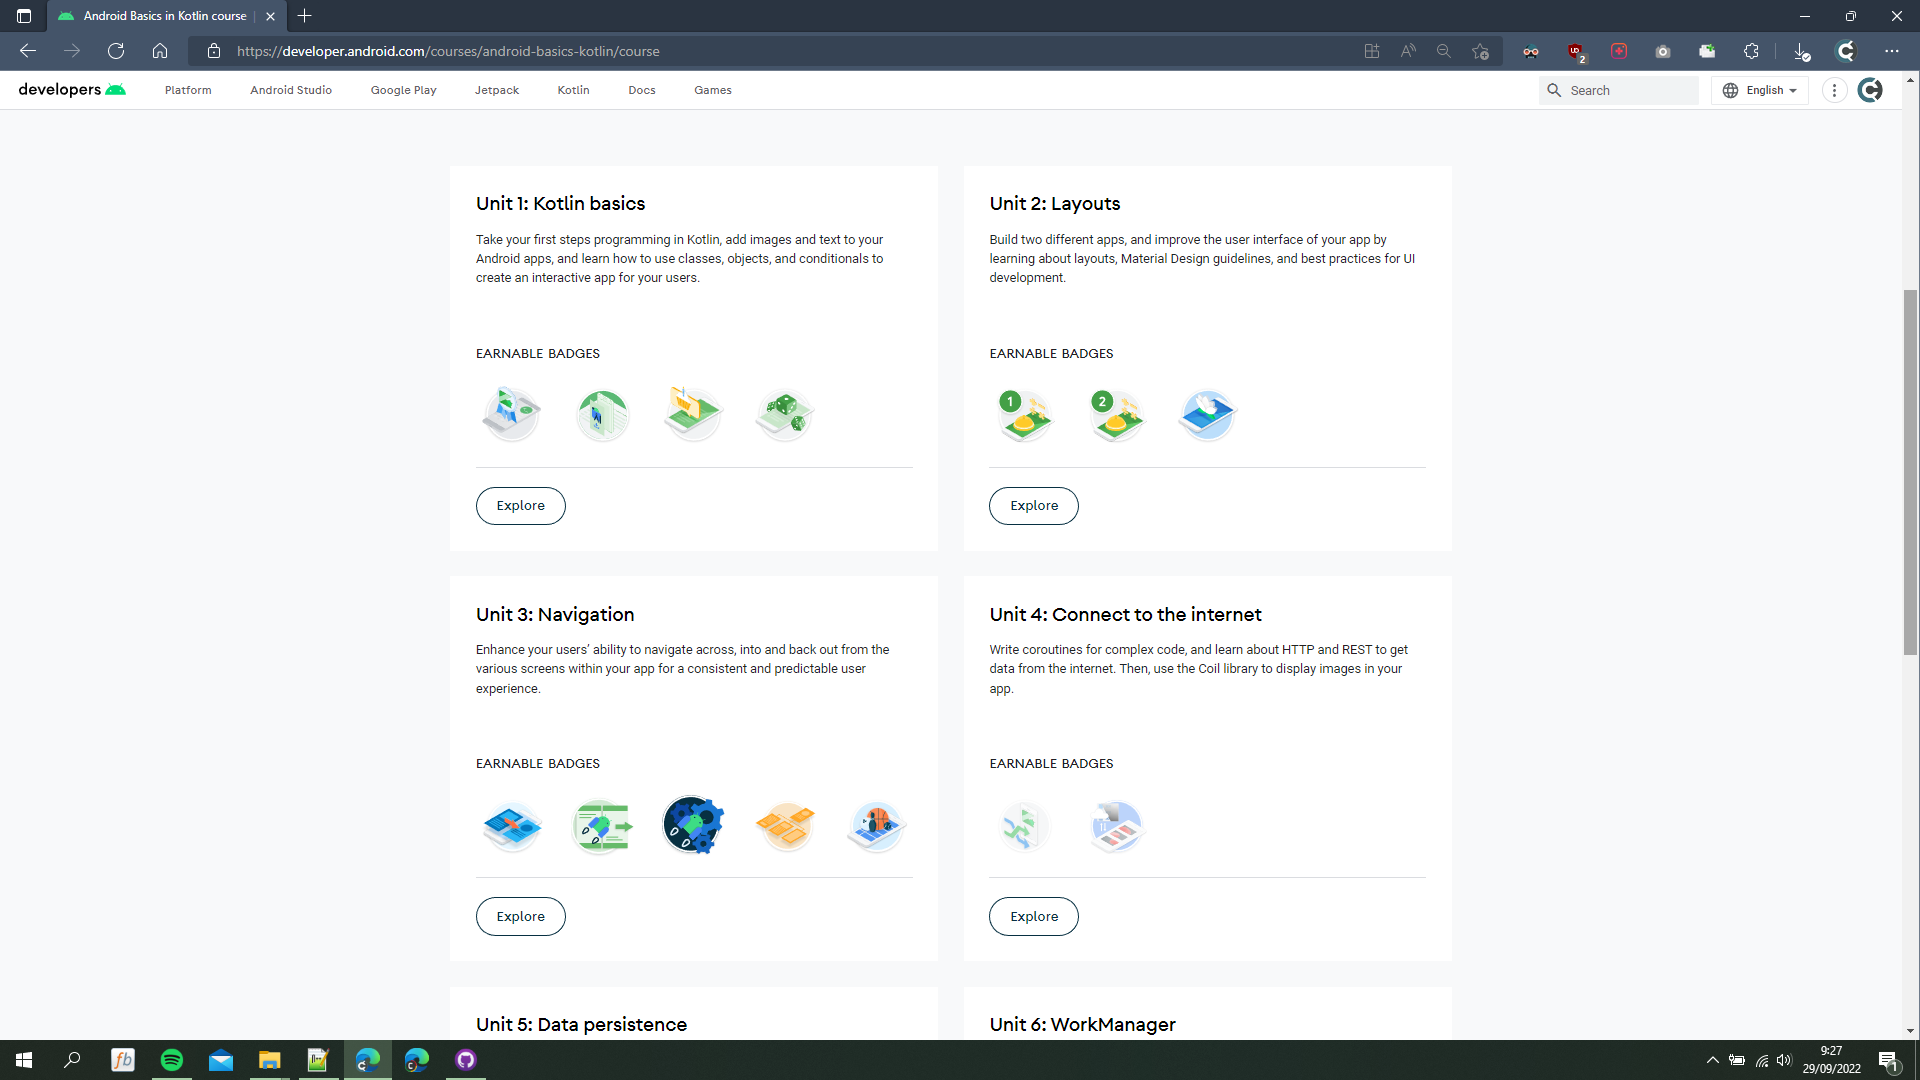 Android Basics in Kotlin course
https://developer.android.com/courses/android-basics-kotlin/course
2
developers
Platform
Android Studio
Google Play
Jetpack
Kotlin
Docs
Games
Search
English
Unit 1: Kotlin basics
Take your first steps programming in Kotlin, add images and text to your
Android apps, and learn how to use classes, objects, and conditionals to
create an interactive app for your users.
EARNABLE BADGES
Explore
Unit 2: Layouts
Build two different apps, and improve the user interface of your app by
learning about layouts, Material Design guidelines, and best practices for UI
development.
EARNABLE BADGES
1
2
Explore
Unit 3: Navigation
Enhance your users’ ability to navigate across, into and back out from the
various screens within your app for a consistent and predictable user
experience.
EARNABLE BADGES
Explore
Unit 4: Connect to the internet
Write coroutines for complex code, and learn about HTTP and REST to get
data from the internet. Then, use the Coil library to display images in your
app.
EARNABLE BADGES
Explore
Unit 5: Data persistence
Unit 6: WorkManager
fb
9:27
29/09/2022
1